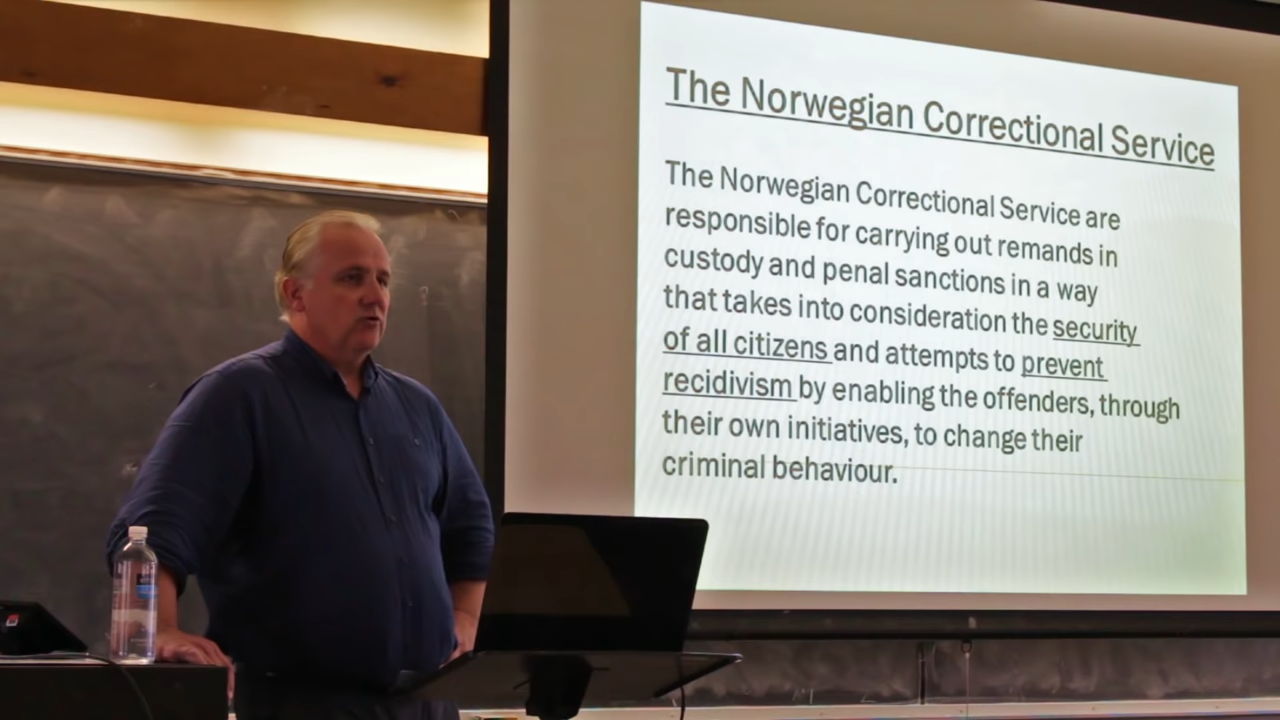 The Norwegian Correctional Service
The Norwegian Correctional Service are
responsible for carrying out remands in
custody and penal sanctions in a way
that takes into consideration the security
of all citizens and attempts to prevent
recidivism by enabling the offenders, through
their own initiatives, to change their
criminal behaviour.